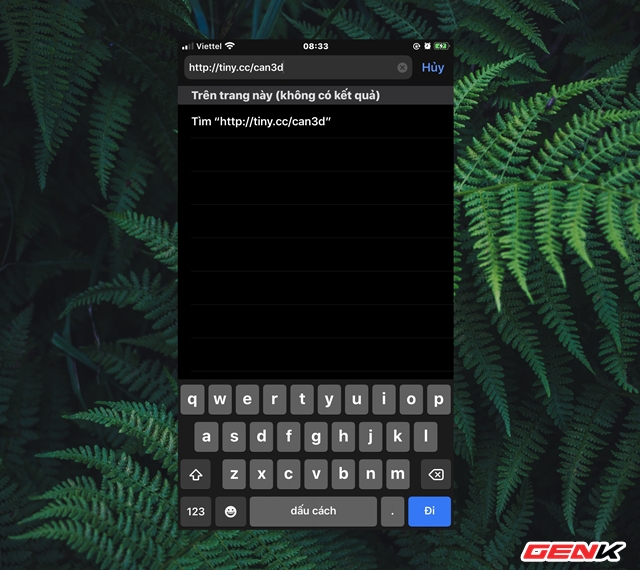 Viettel 08:33
http://tiny.cc/can3d Hủy
Trên trang này (không có kết quả)
Tìm “http://tiny.cc/can3d”
q w e r t y u i o p
a s d f g h j k l
z x c v b n m
123 dấu cách . Đi
GENK